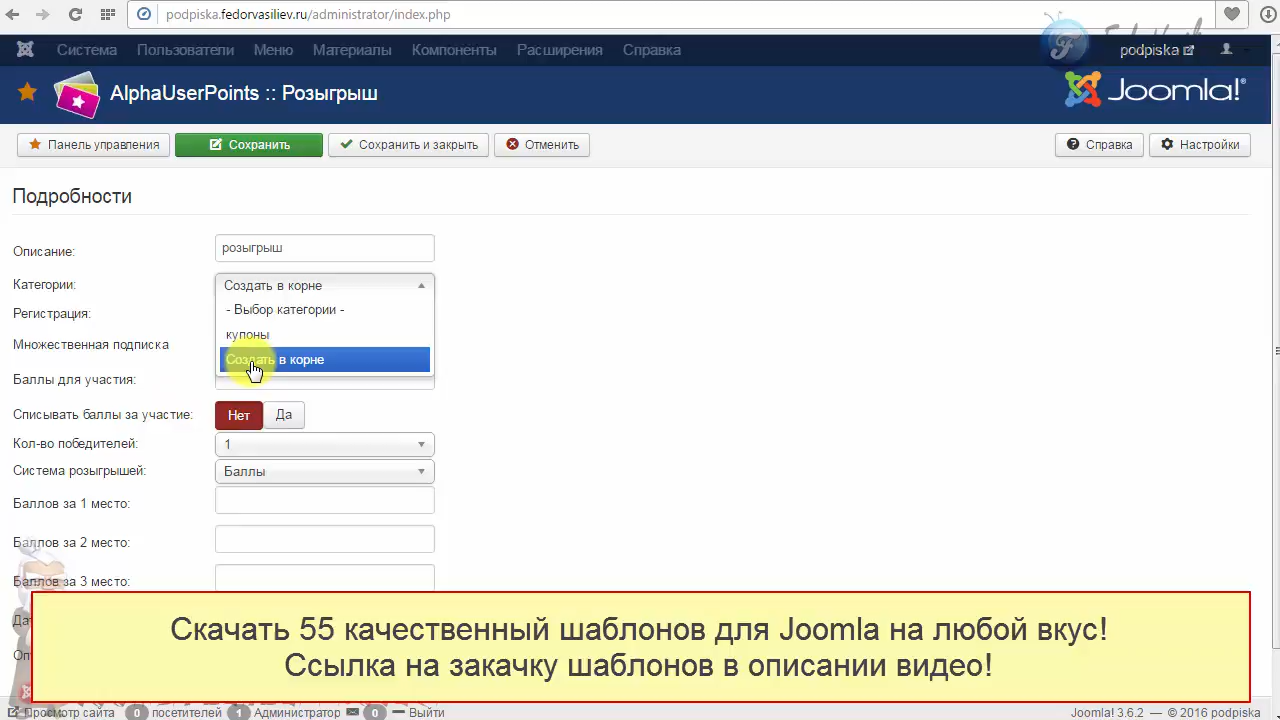 podpiska.fedorvasiliev.ru/administrator/index.php
Система Пользователи Меню Материалы Компоненты Расширения Справка podpiska
AlphaUserPoints :: Розыгрыш Joomla!
Панель управления Сохранить Сохранить и закрыть Отменить Справка Настройки
Подробности
Описание: розыгрыш
Категории: Создать в корне
- Выбор категории -
Регистрация:
купоны
Множественная подписка
Создать в корне
Баллы для участия:
Списывать баллы за участие: Нет Да
Кол-во победителей: 1
Система розыгрышей: Баллы
Баллов за 1 место:
Баллов за 2 место:
Баллов за 3 место:
Скачать 55 качественный шаблонов для Joomla на любой вкус!
Ссылка на закачку шаблонов в описании видео!
Просмотр сайта 0 посетителей 1 Администратор 0 Выйти Joomla! 3.6.2 — © 2016 podpiska